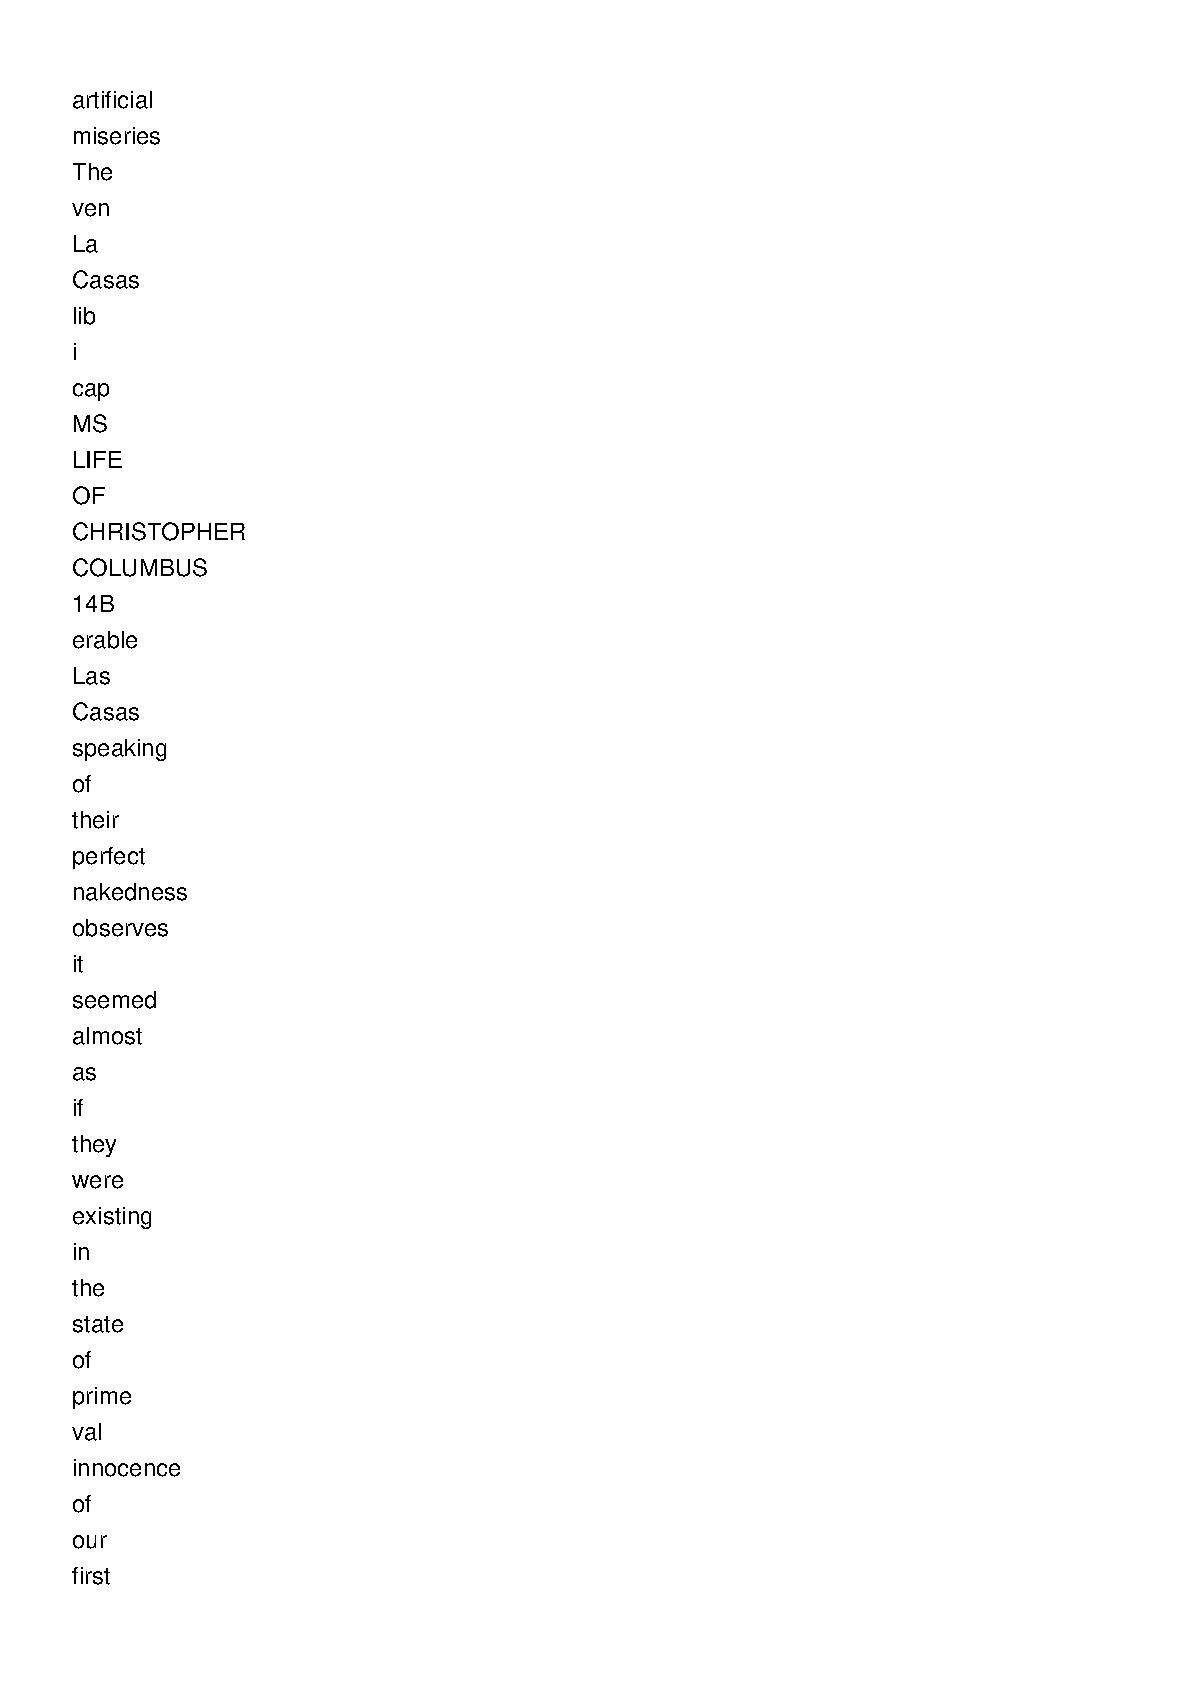 artificial
miseries
The
ven
La
Casas
lib
i
cap
MS
LIFE
OF
CHRISTOPHER
COLUMBUS
14B
erable
Las
Casas
speaking
of
their
perfect
nakedness
observes
it
seemed
almost
as
if
they
were
existing
in
the
state
of
prime
val
innocence
of
our
first